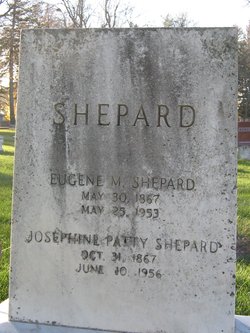 SHEPARD
EUGENE M. SHEPARD
MAY 30, 1867
MAY 25, 1953
JOSEPHINE PATTY SHEPARD
OCT. 31, 1867
JUNE 10, 1956